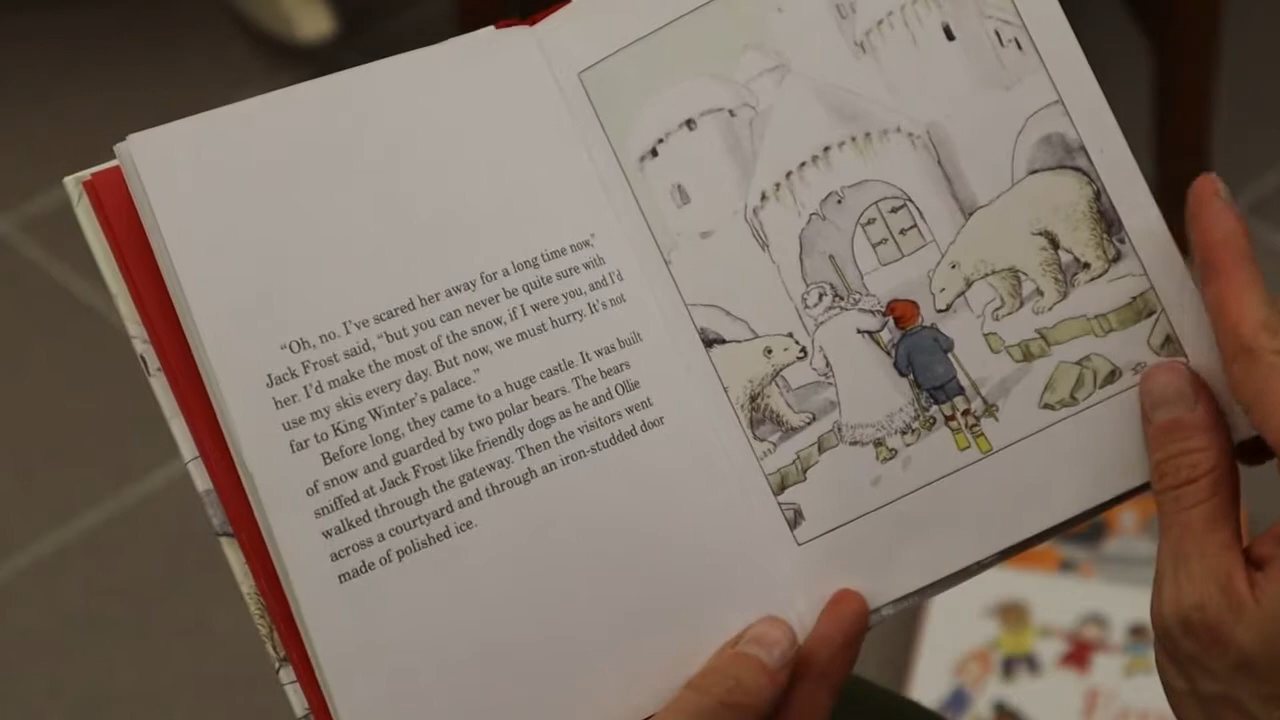 "Oh, no. I've scared her away for a long time now,"
Jack Frost said, "but you can never be quite sure with
her. I'd make the most of the snow, if I were you, and I'd
use my skis every day. But now, we must hurry. It's not
far to King Winter's palace."
Before long, they came to a huge castle. It was built
of snow and guarded by two polar bears. The bears
sniffed at Jack Frost like friendly dogs as he and Ollie
walked through the gateway. Then the visitors went
across a courtyard and through an iron-studded door
made of polished ice.